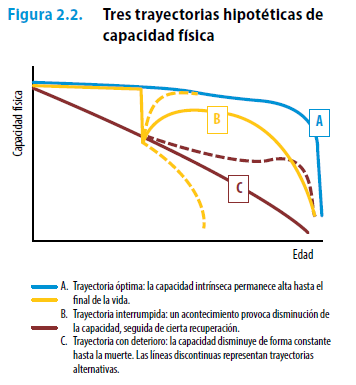 Figura 2.2. Tres trayectorias hipotéticas de
capacidad física
Capacidad física
A
B
C
Edad
A. Trayectoria óptima: la capacidad intrínseca permanece alta hasta el
final de la vida.
B. Trayectoria interrumpida: un acontecimiento provoca disminución de
la capacidad, seguida de cierta recuperación.
C. Trayectoria con deterioro: la capacidad disminuye de forma constante
hasta la muerte. Las líneas discontinuas representan trayectorias
alternativas.